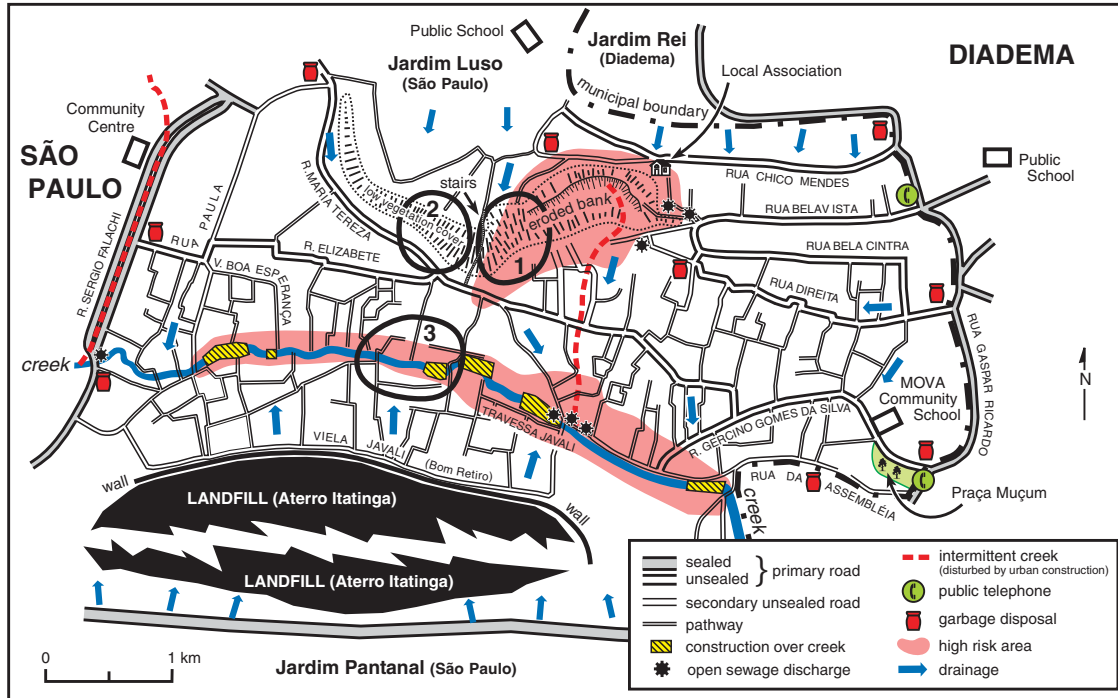 Public School
Jardim Rei
(Diadema)
DIADEMA
Jardim Luso
(São Paulo)
Local Association
municipal boundary
Community
Centre
SÃO
PAULO
Public
School
RUA CHICO MENDES
stairs
R. MARIA TEREZA
low vegetation cover
2
eroded bank
1
RUA BELAVISTA
RUA PAULA
R. SERGIO FALACHI
R. ELIZABETE
RUA BELA CINTRA
V. BOA ESPERANÇA
RUA DIREITA
3
RUA GASPAR RICARDO
creek
MOVA
Community
School
N
TRAVESSA JAVALI
R. GERCINO GOMES DA SILVA
VIELA JAVALI (Bom Retiro)
wall
wall
RUA DA ASSEMBLÉIA
creek
Praça Muçum
LANDFILL (Aterro Itatinga)
LANDFILL (Aterro Itatinga)
Jardim Pantanal (São Paulo)
0 1 km
sealed
unsealed
primary road
secondary unsealed road
pathway
construction over creek
open sewage discharge
intermittent creek
(disturbed by urban construction)
public telephone
garbage disposal
high risk area
drainage